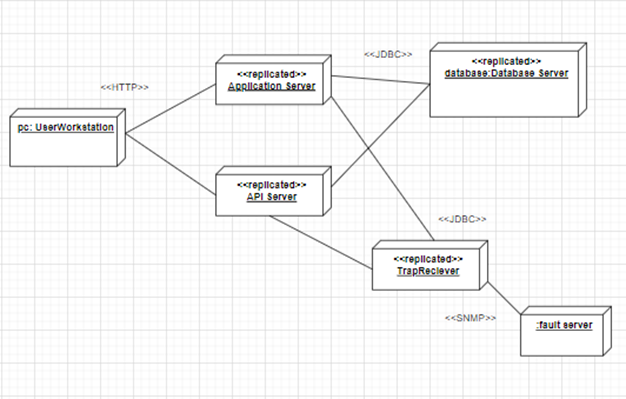 <<JDBC>>
<<replicated>>
database:Database Server
<<replicated>>
Application Server
<<HTTP>>
pc: UserWorkstation
<<replicated>>
API Server
<<JDBC>>
<<replicated>>
TrapReciever
<<SNMP>>
:fault server